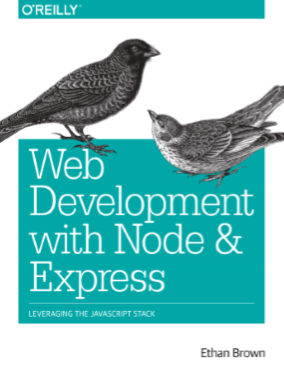 O'REILLY®
Web
Development
with Node &
Express
LEVERAGING THE JAVASCRIPT STACK
Ethan Brown